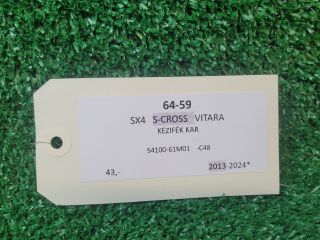 64-59
SX4 S-CROSS VITARA
KÉZIFÉK KAR
54100-61M01 -C48
43,- 2013-2024*